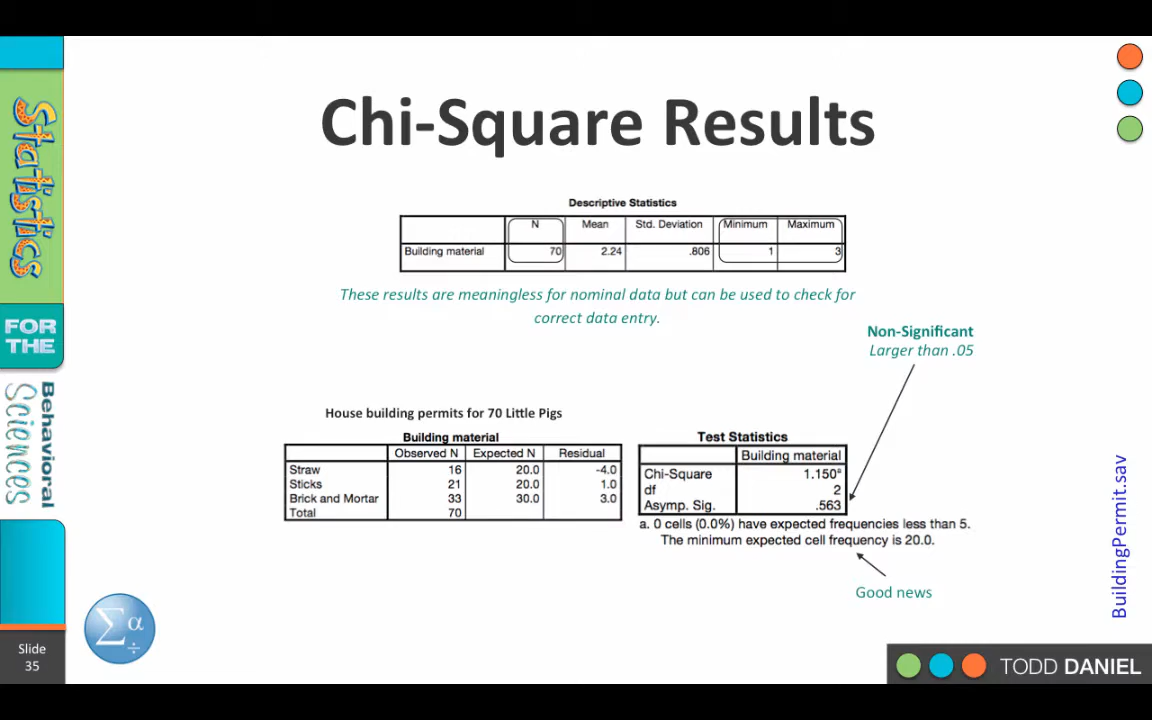 Chi-Square Results
Descriptive Statistics
N Mean Std. Deviation Minimum Maximum
Building material 70 2.24 .806 1 3
These results are meaningless for nominal data but can be used to check for
correct data entry.
Non-Significant
Larger than .05
House building permits for 70 Little Pigs
Building material
Observed N Expected N Residual
Straw 16 20.0 -4.0
Sticks 21 20.0 1.0
Brick and Mortar 33 30.0 3.0
Total 70
Test Statistics
Building material
Chi-Square 1.150ª
df 2
Asymp. Sig. .563
a. 0 cells (0.0%) have expected frequencies less than 5.
The minimum expected cell frequency is 20.0.
Good news
BuildingPermit.sav
Statistics
FOR
THE
Behavioral
Sciences
Slide
35
Σ α ÷
TODD DANIEL